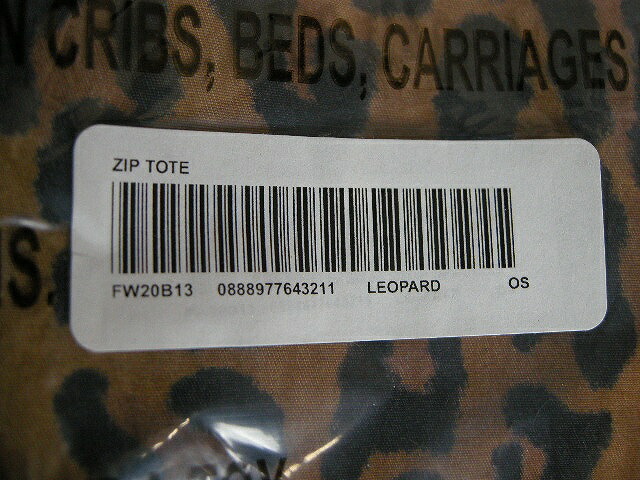 CRIBS, BEDS, CARRIAGES
ZIP TOTE
FW20B13 0888977643211 LEOPARD OS
S.